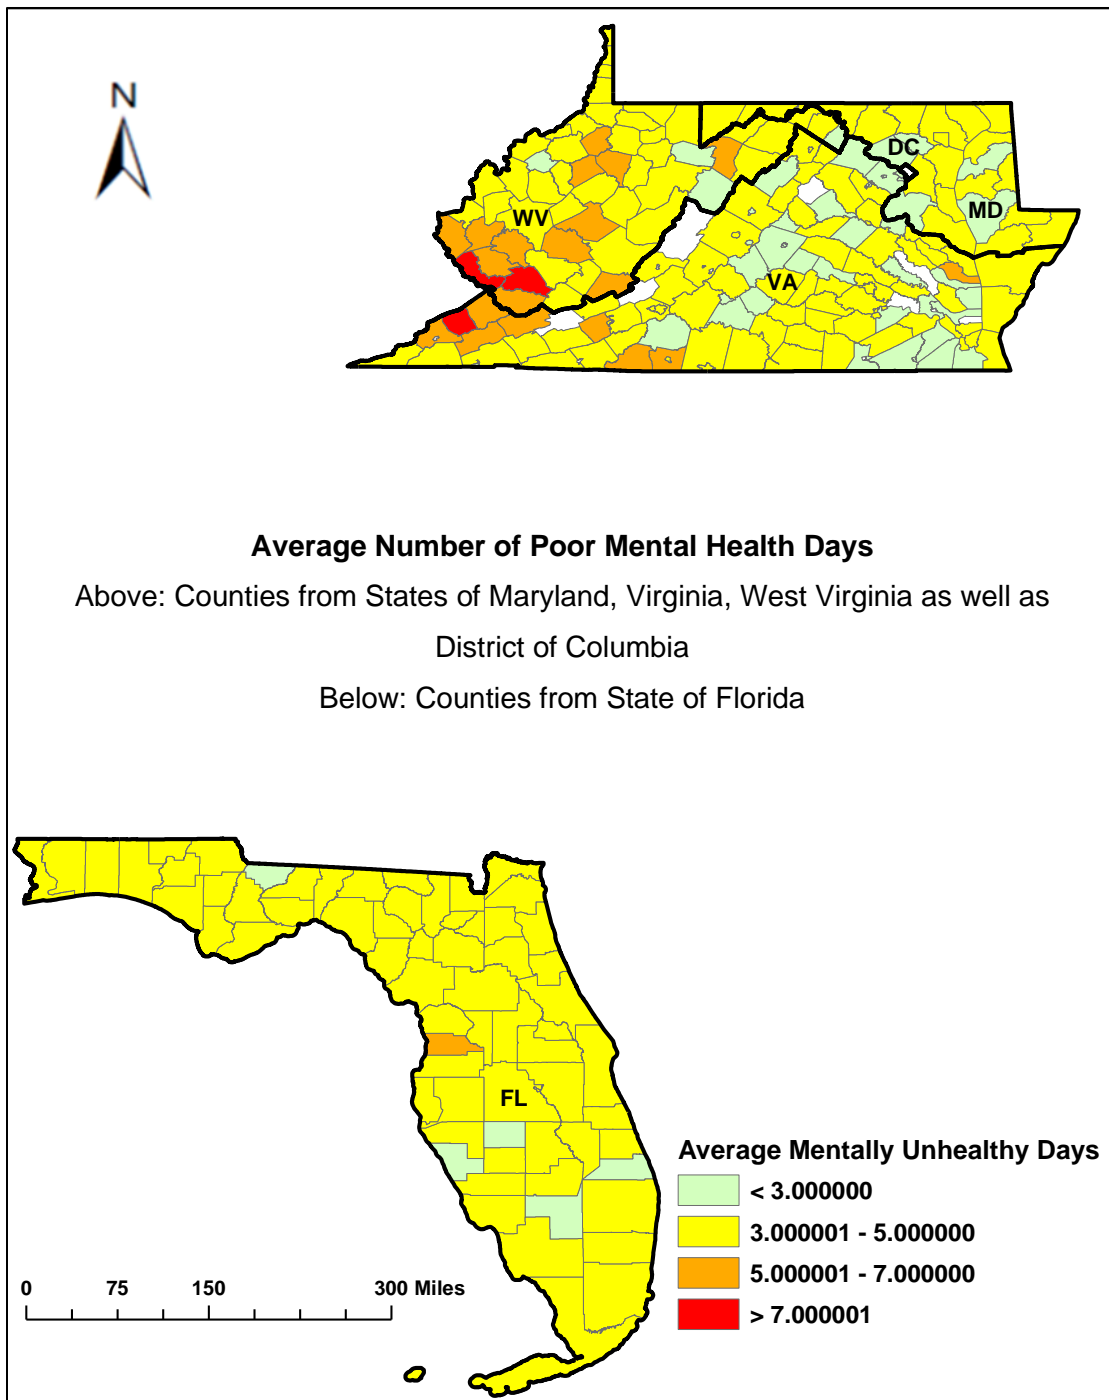 N
WV
DC
MD
VA
Average Number of Poor Mental Health Days
Above: Counties from States of Maryland, Virginia, West Virginia as well as
District of Columbia
Below: Counties from State of Florida
FL
Average Mentally Unhealthy Days
< 3.000000
3.000001 - 5.000000
5.000001 - 7.000000
> 7.000001
0 75 150 300 Miles